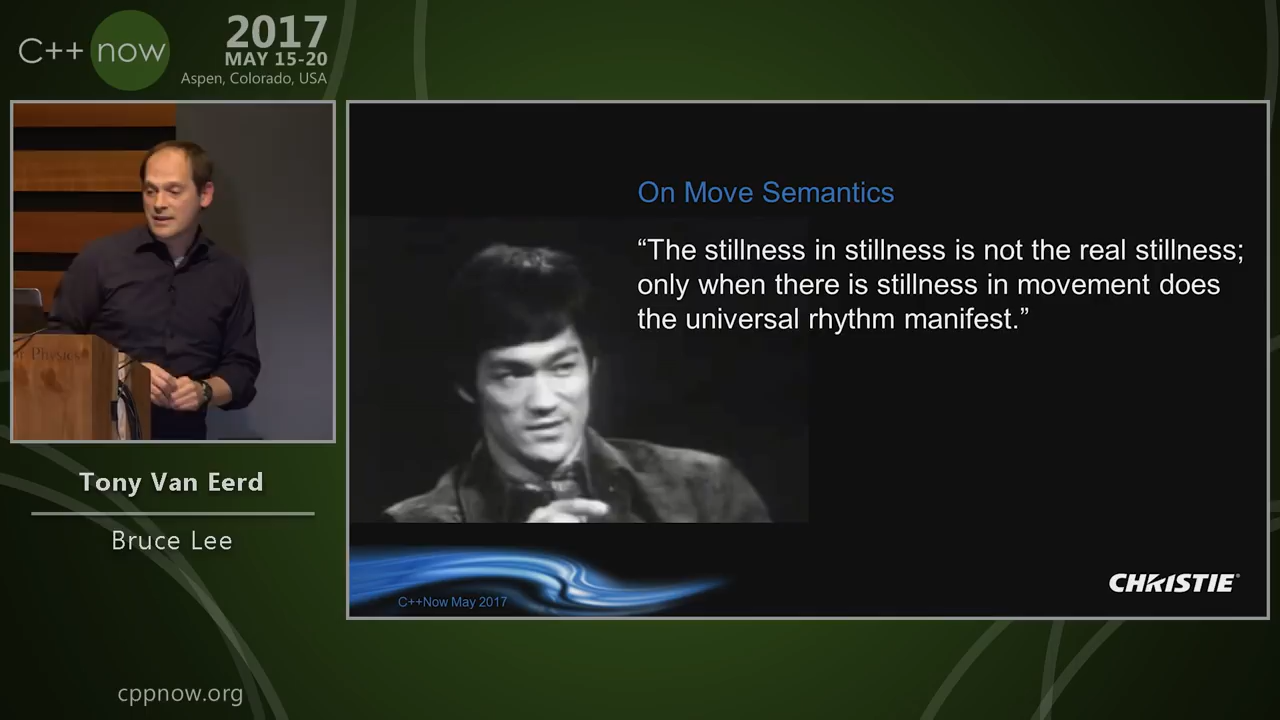 C++ now
2017
MAY 15-20
Aspen, Colorado, USA
On Move Semantics
“The stillness in stillness is not the real stillness;
only when there is stillness in movement does
the universal rhythm manifest.”
Physics
Tony Van Eerd
Bruce Lee
C++Now May 2017
CHRISTIE
cppnow.org